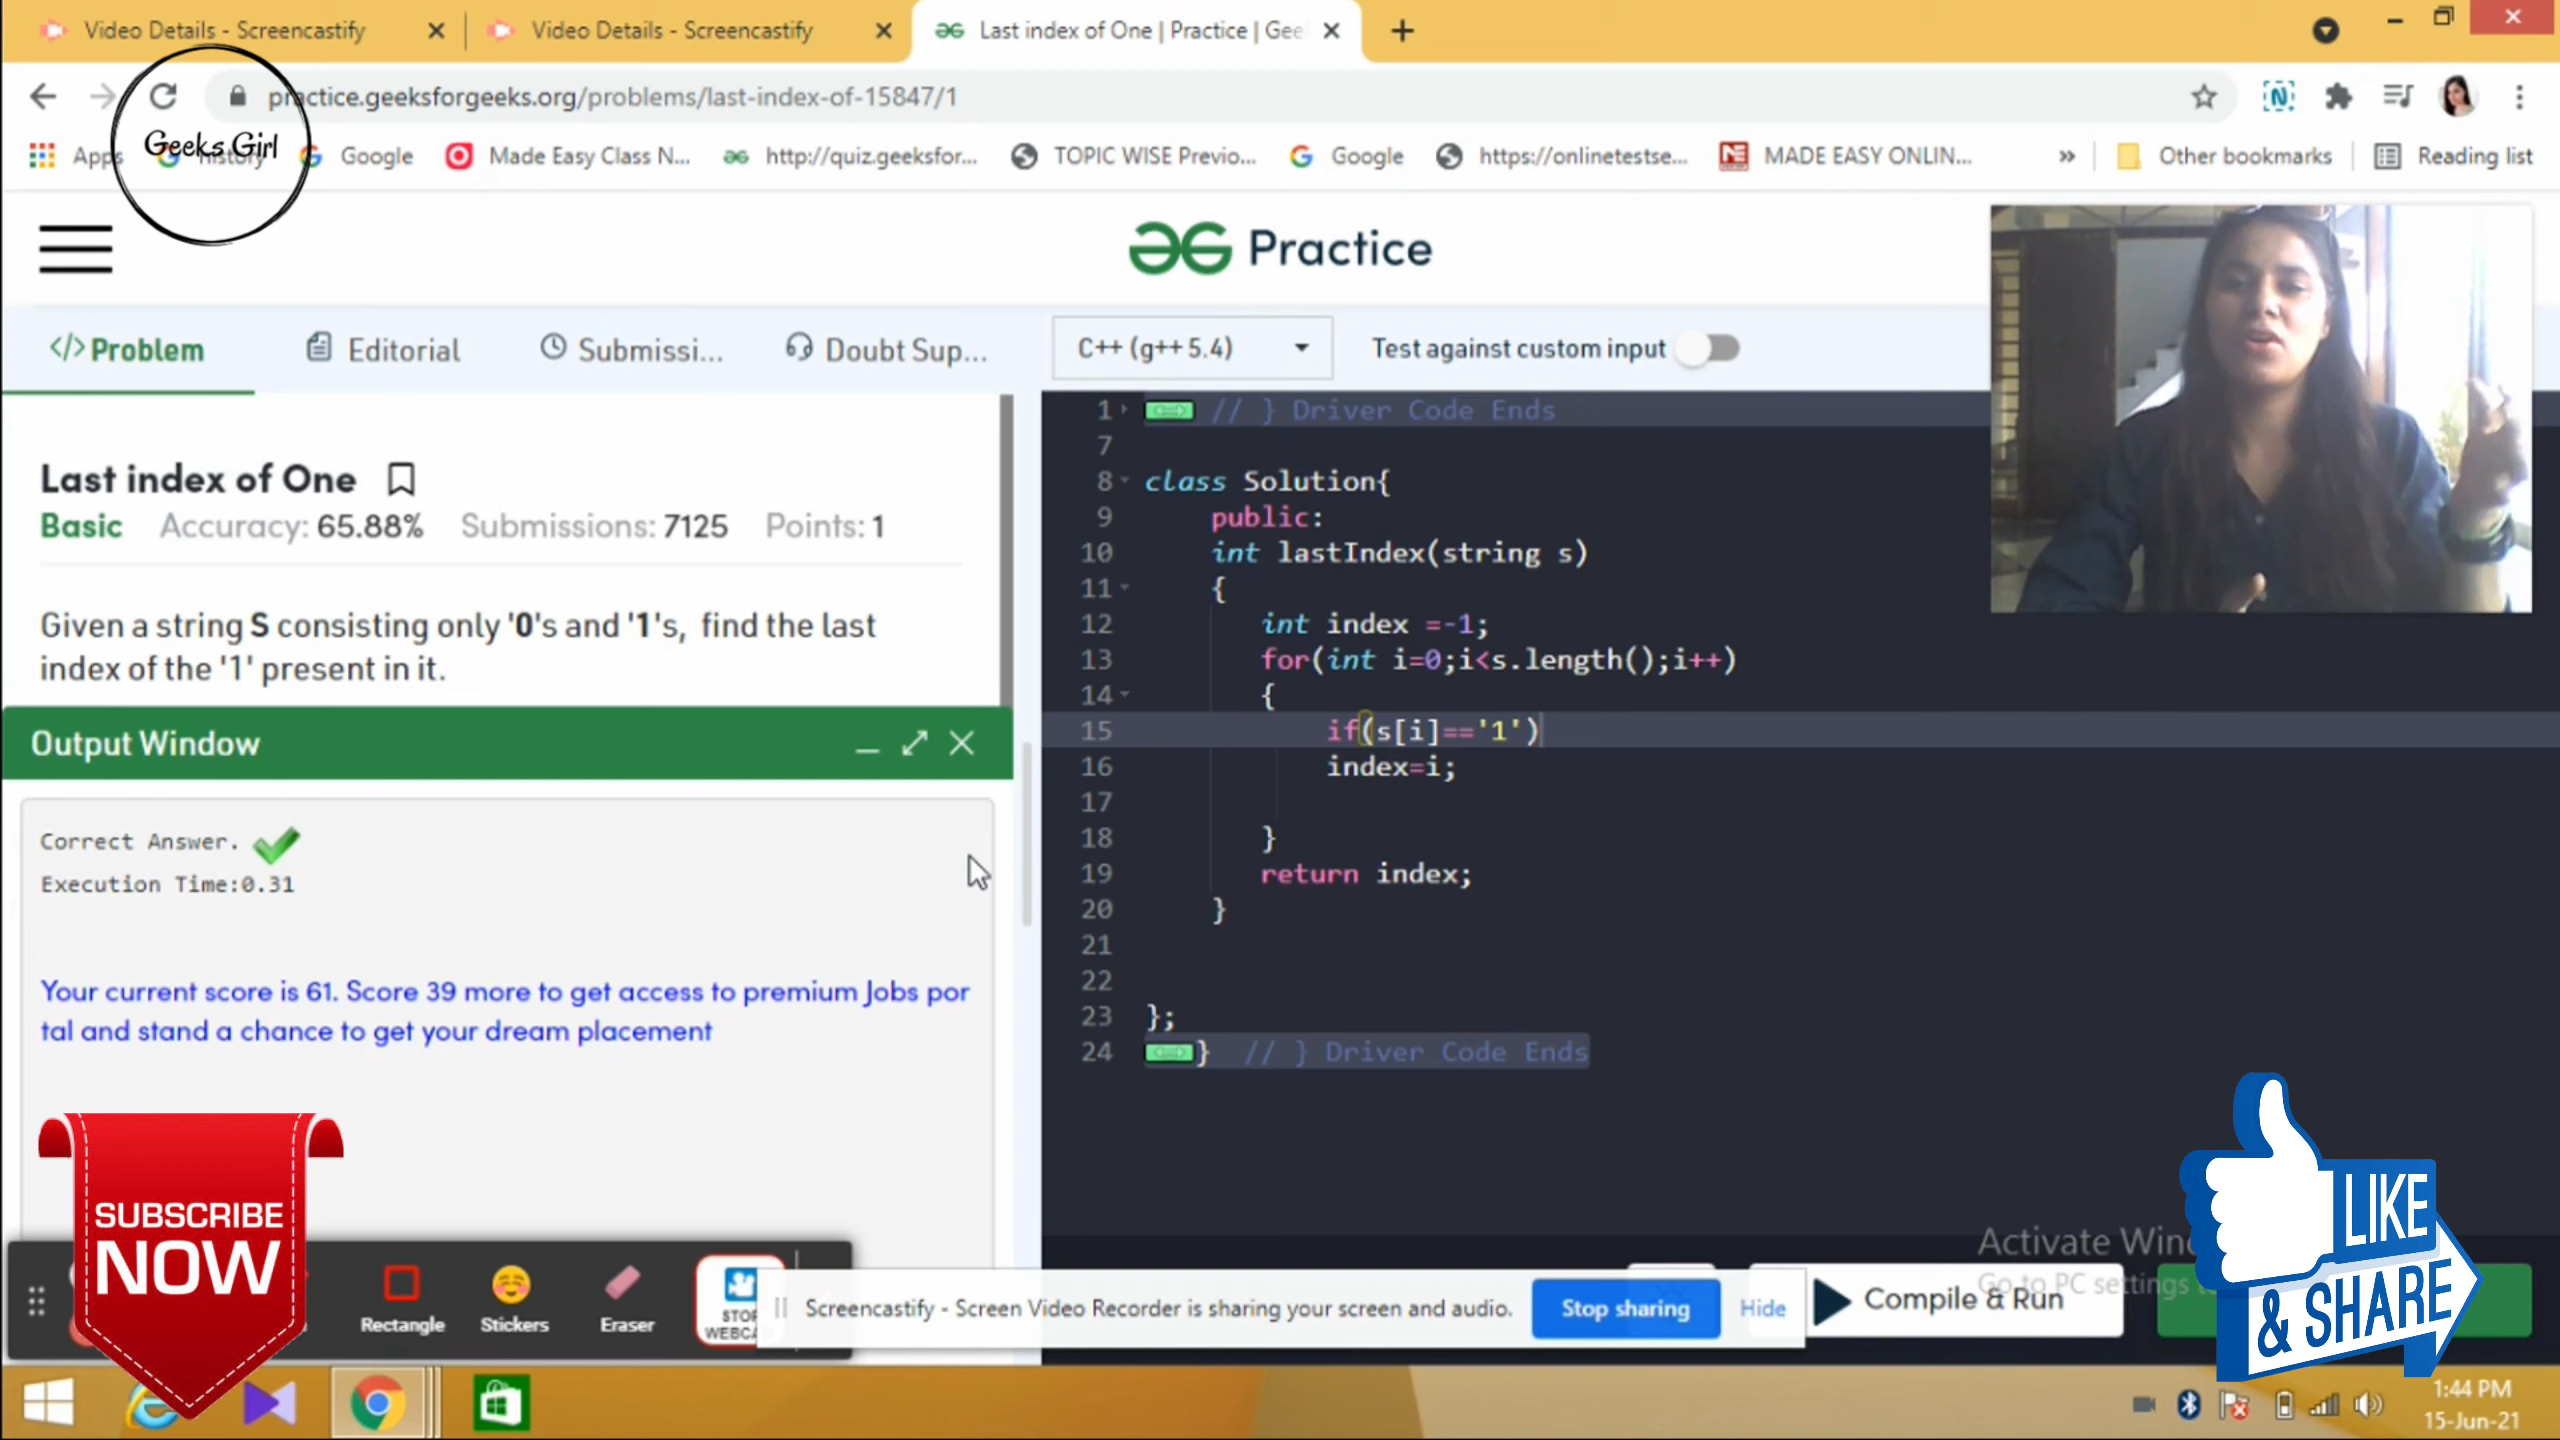 Video Details - Screencastify
Video Details - Screencastify
Last index of One | Practice | Gee
practice.geeksforgeeks.org/problems/last-index-of-15847/1
Geeks Girl
Apps
history
Google
Made Easy Class N...
http://quiz.geeksfor...
TOPIC WISE Previo...
Google
https://onlinetestse...
MADE EASY ONLIN...
»
Other bookmarks
Reading list
Practice
</> Problem
Editorial
Submissi...
Doubt Sup...
C++ (g++ 5.4)
Test against custom input
Last index of One
Basic Accuracy: 65.88% Submissions: 7125 Points: 1
Given a string S consisting only '0's and '1's, find the last
index of the '1' present in it.
Output Window
Correct Answer.
Execution Time:0.31
Your current score is 61. Score 39 more to get access to premium Jobs por
tal and stand a chance to get your dream placement
1 // } Driver Code Ends
7
8 class Solution{
9 public:
10 int lastIndex(string s)
11 {
12 int index =-1;
13 for(int i=0;i<s.length();i++)
14 {
15 if(s[i]=='1')
16 index=i;
17
18 }
19 return index;
20 }
21
22
23 };
24 } // } Driver Code Ends
SUBSCRIBE
NOW
Rectangle
Stickers
Eraser
STOP
Screencastify - Screen Video Recorder is sharing your screen and audio.
Stop sharing
Hide
Compile & Run
Activate Win
Go to PC settings
LIKE
& SHARE
1:44 PM
15-Jun-21